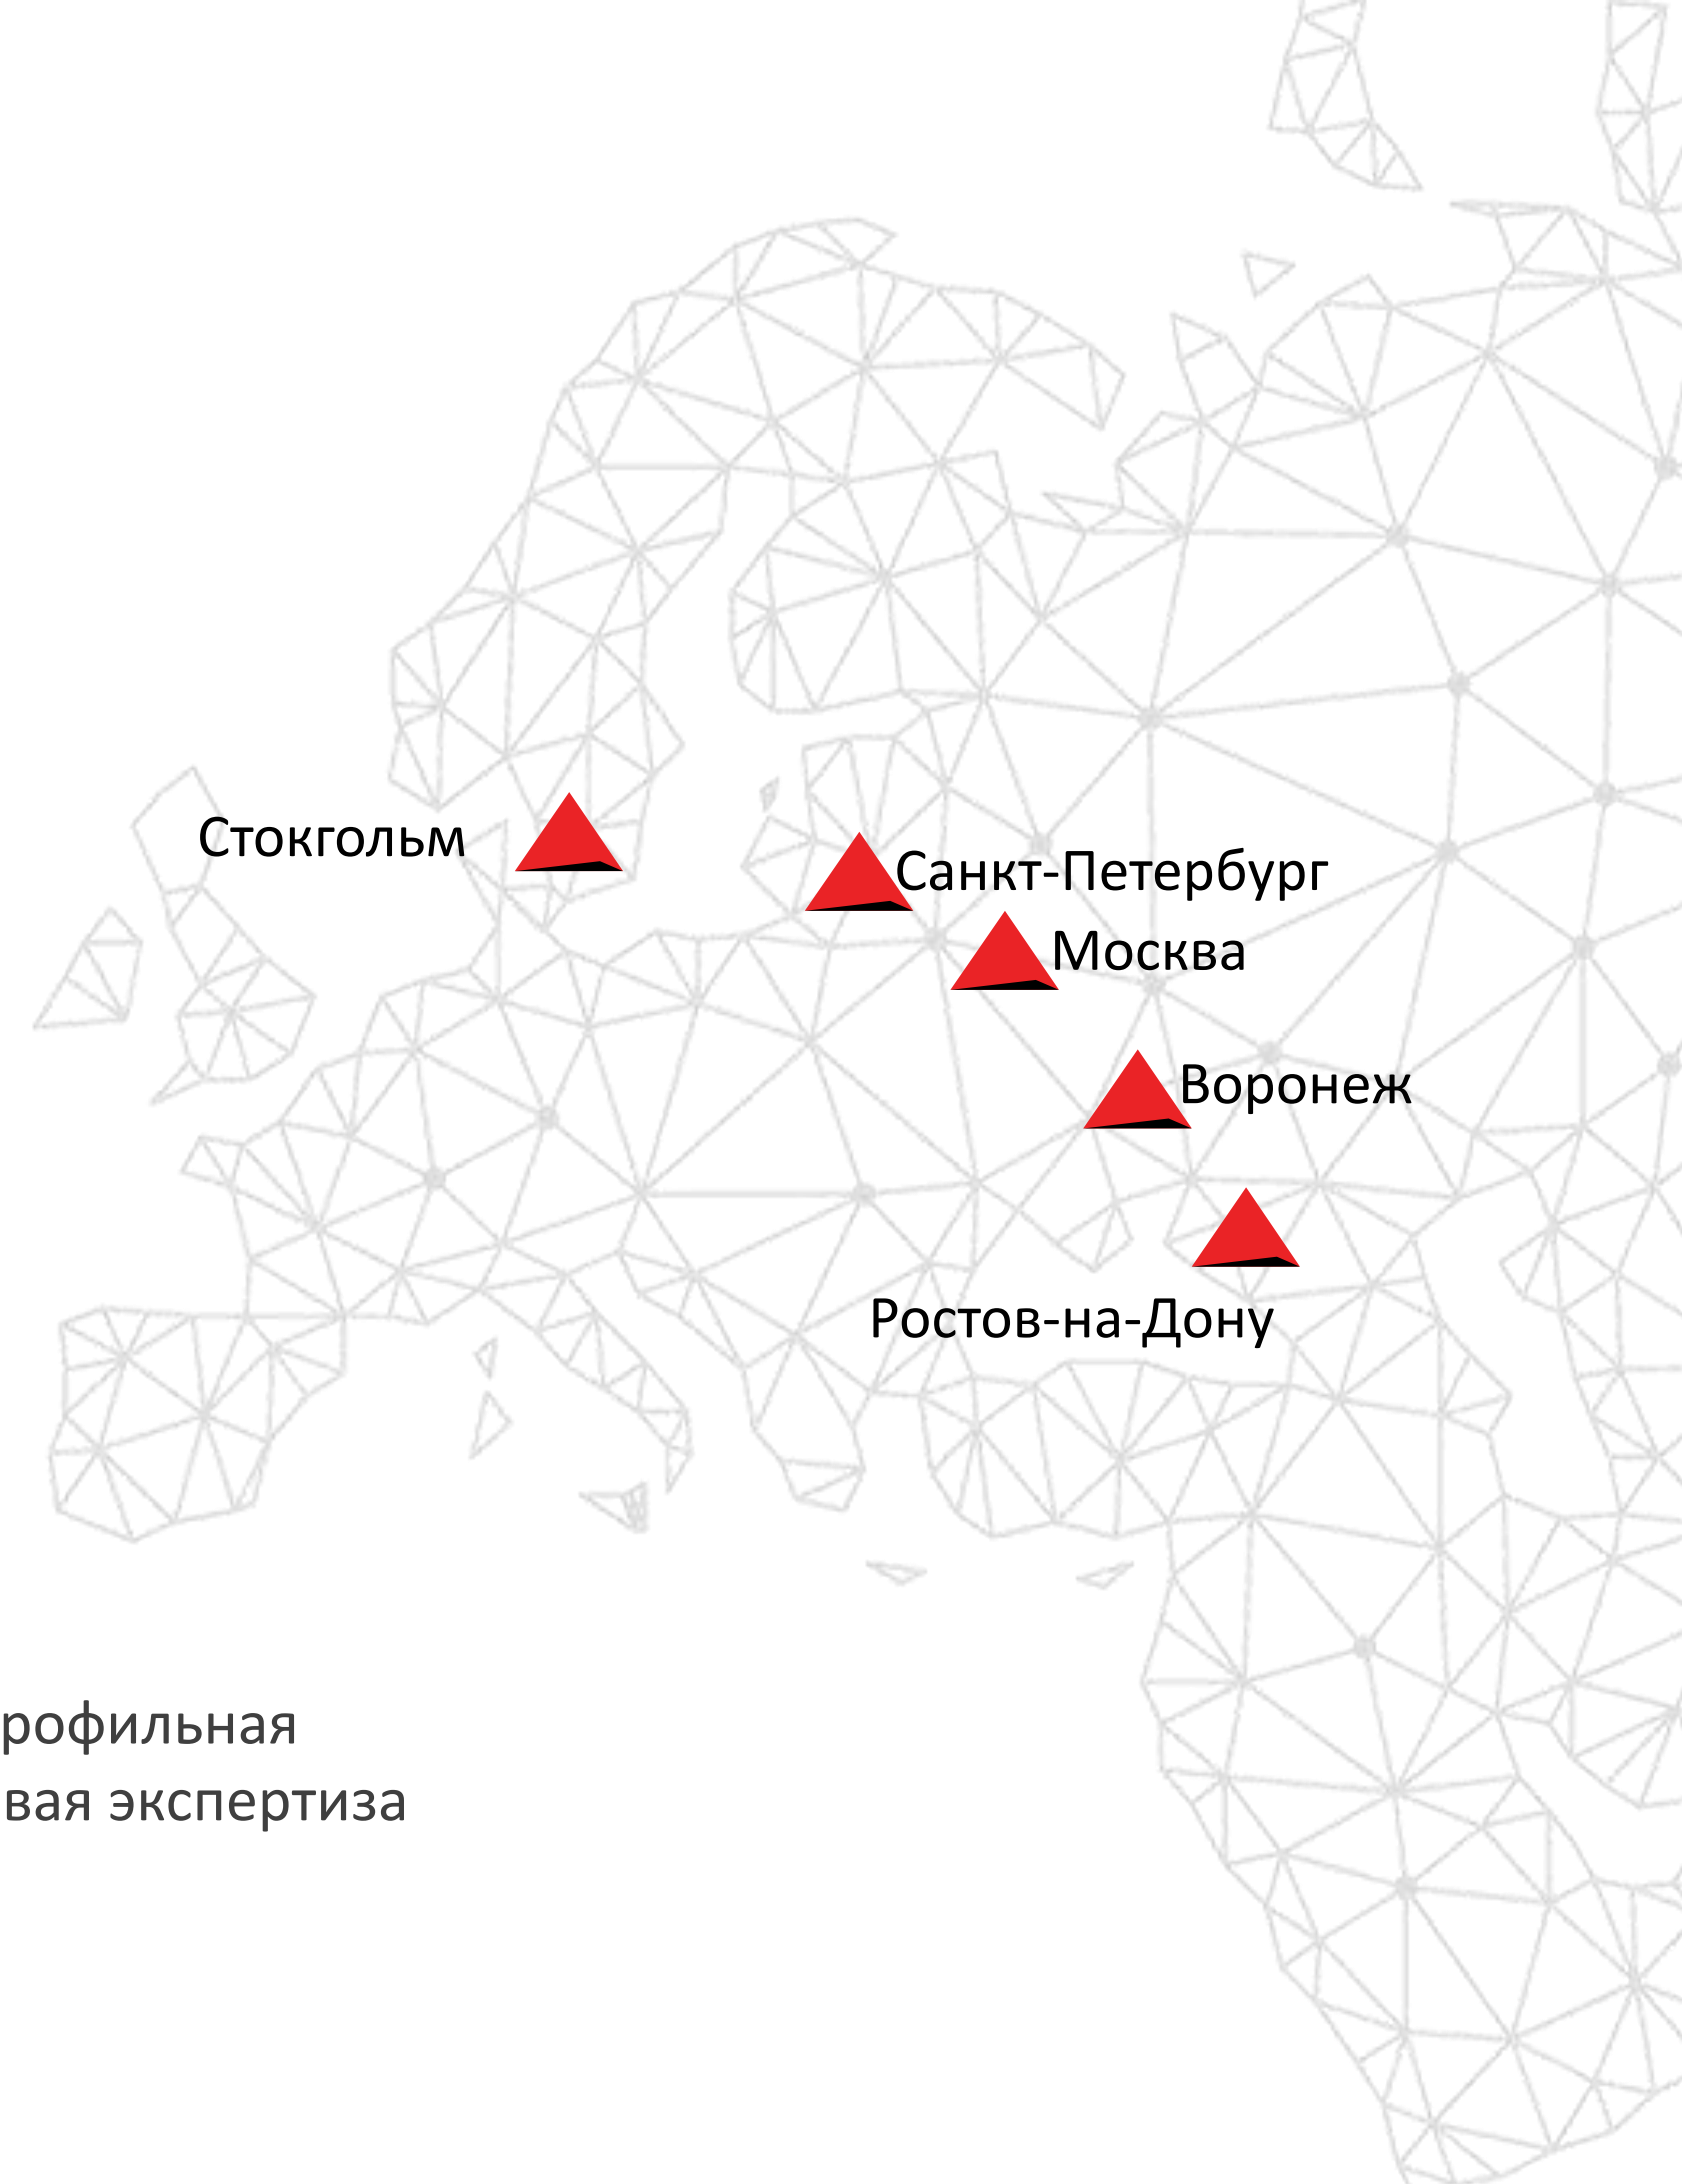 Стокгольм
Санкт-Петербург
Москва
Воронеж
Ростов-на-Дону
рофильная
вая экспертиза